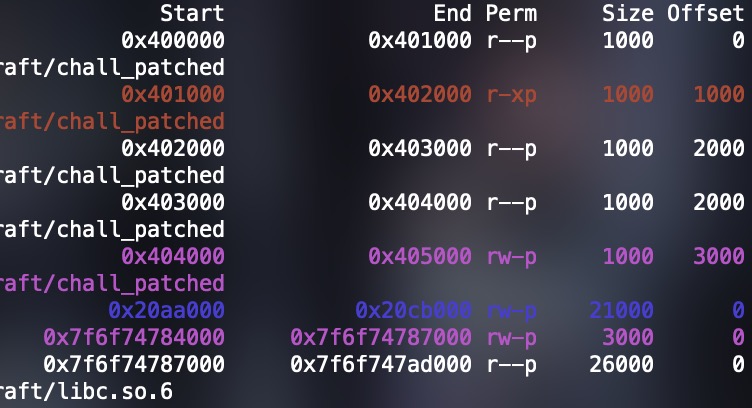 Start End Perm Size Offset
0x400000 0x401000 r--p 1000 0
raft/chall_patched
0x401000 0x402000 r-xp 1000 1000
raft/chall_patched
0x402000 0x403000 r--p 1000 2000
raft/chall_patched
0x403000 0x404000 r--p 1000 2000
raft/chall_patched
0x404000 0x405000 rw-p 1000 3000
raft/chall_patched
0x20aa000 0x20cb000 rw-p 21000 0
0x7f6f74784000 0x7f6f74787000 rw-p 3000 0
0x7f6f74787000 0x7f6f747ad000 r--p 26000 0
raft/libc.so.6